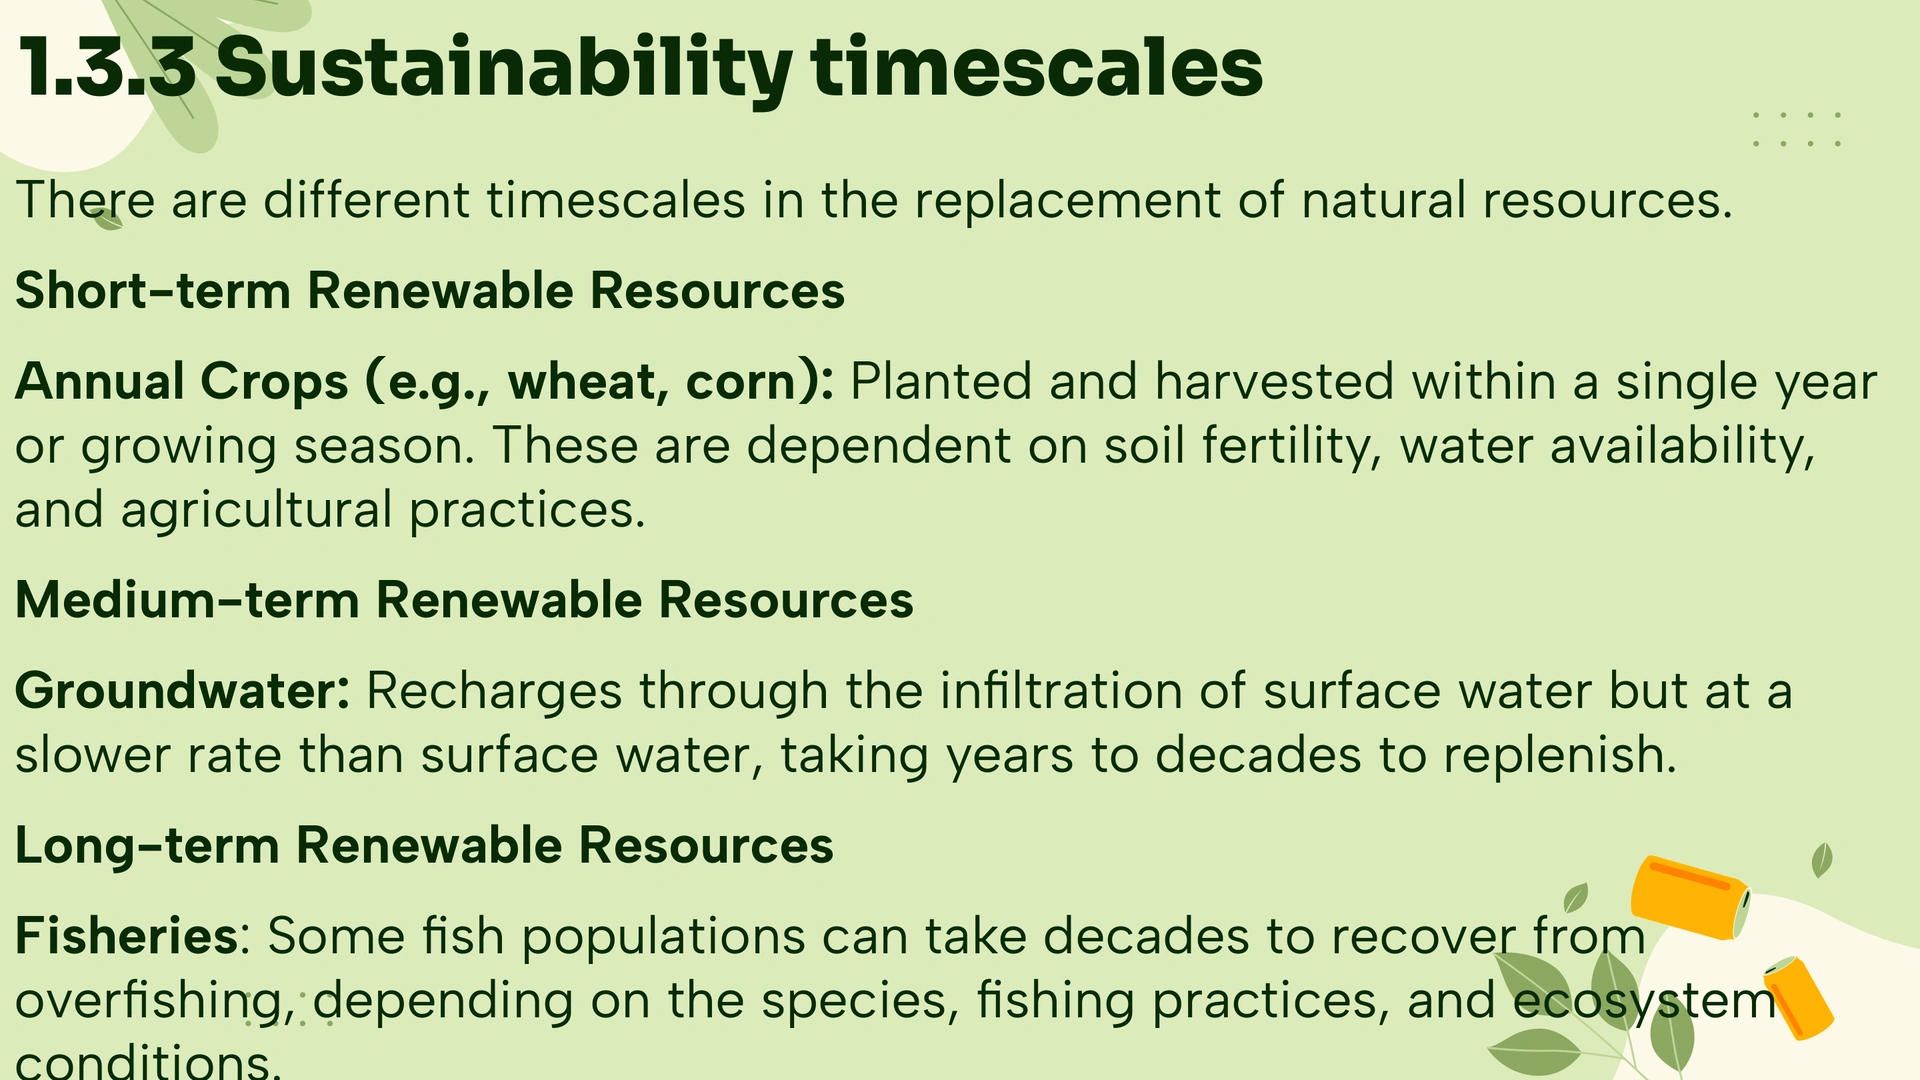 1.3.3 Sustainability timescales
There are different timescales in the replacement of natural resources.
Short-term Renewable Resources
Annual Crops (e.g., wheat, corn): Planted and harvested within a single year
or growing season. These are dependent on soil fertility, water availability,
and agricultural practices.
Medium-term Renewable Resources
Groundwater: Recharges through the infiltration of surface water but at a
slower rate than surface water, taking years to decades to replenish.
Long-term Renewable Resources
Fisheries: Some fish populations can take decades to recover from
overfishing, depending on the species, fishing practices, and ecosystem
conditions.